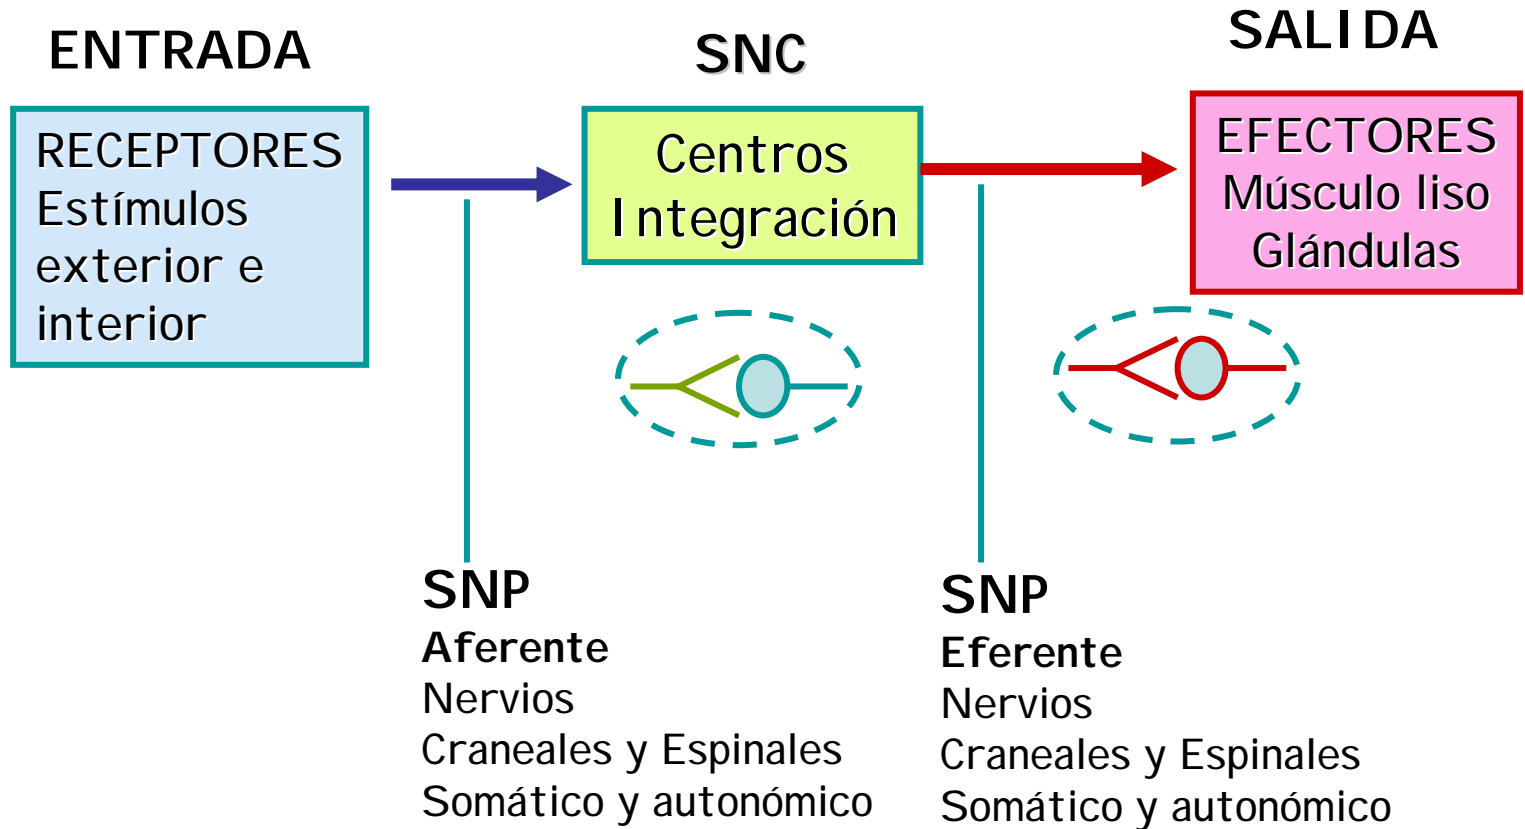 ENTRADA
RECEPTORES
Estímulos
exterior e
interior
SNC
Centros
Integración
SALIDA
EFECTORES
Músculo liso
Glándulas
SNP
Aferente
Nervios
Craneales y Espinales
Somático y autonómico
SNP
Eferente
Nervios
Craneales y Espinales
Somático y autonómico